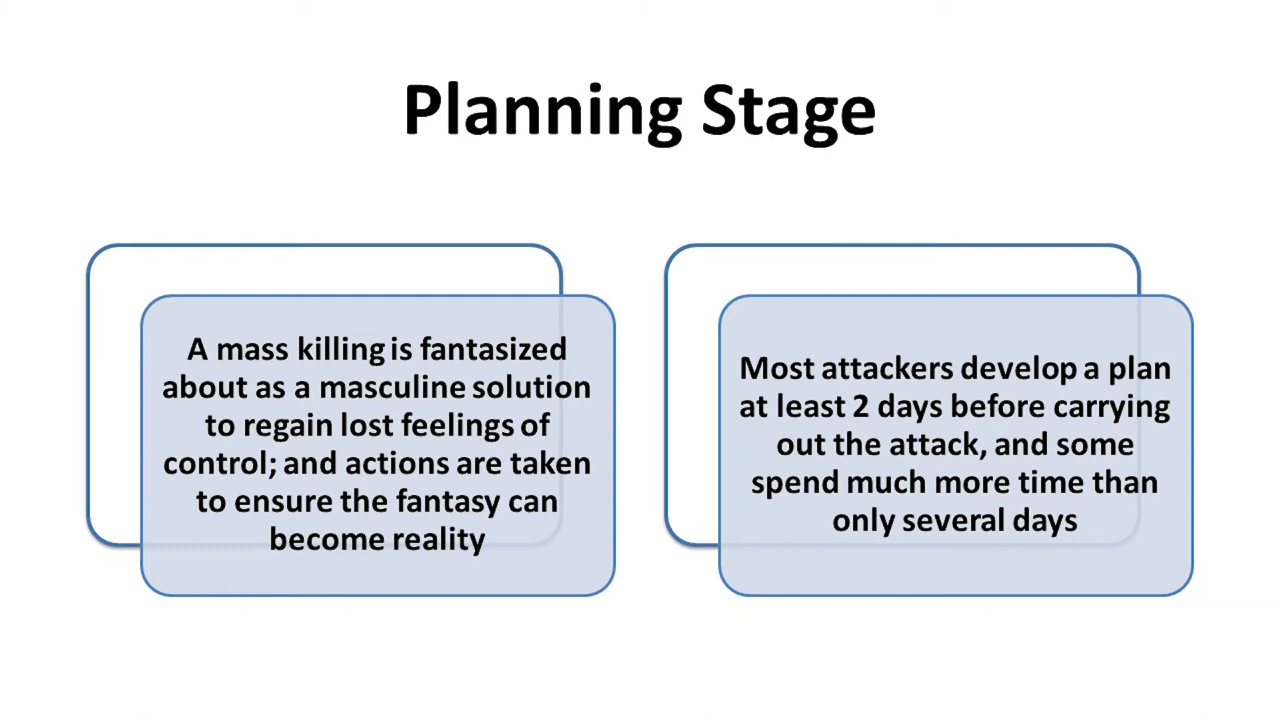 Planning Stage
A mass killing is fantasized
about as a masculine solution
to regain lost feelings of
control; and actions are taken
to ensure the fantasy can
become reality
Most attackers develop a plan
at least 2 days before carrying
out the attack, and some
spend much more time than
only several days